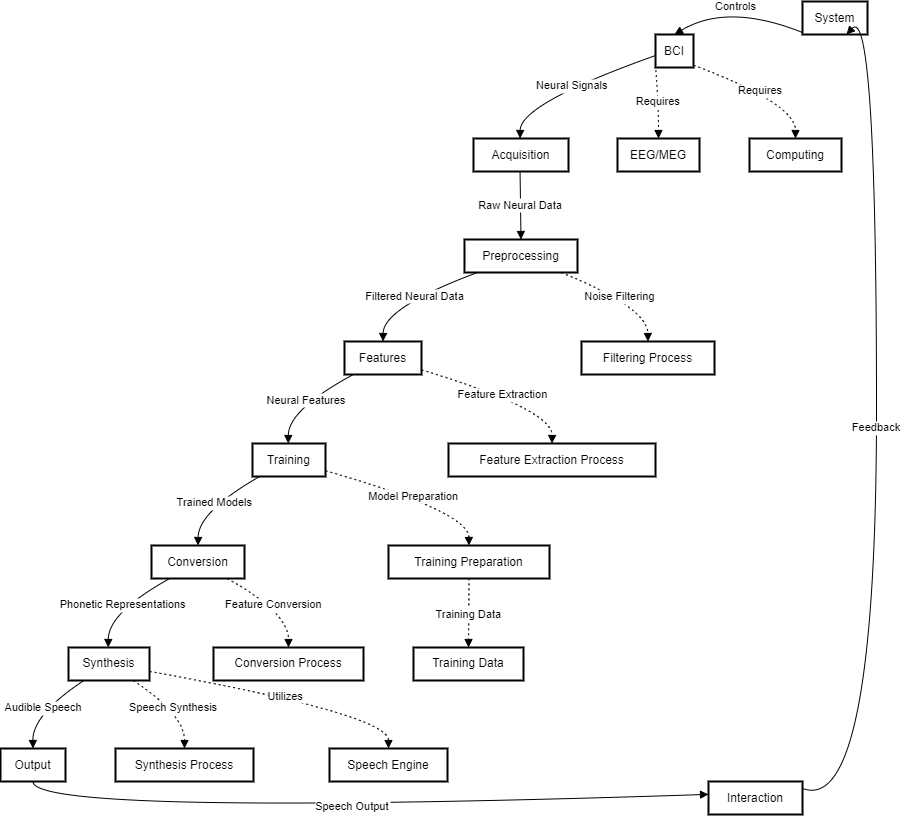 Controls
System
BCI
Neural Signals
Requires
Requires
Acquisition
EEG/MEG
Computing
Raw Neural Data
Preprocessing
Filtered Neural Data
Noise Filtering
Features
Filtering Process
Neural Features
Feature Extraction
Feedback
Training
Feature Extraction Process
Trained Models
Model Preparation
Conversion
Training Preparation
Phonetic Representations
Feature Conversion
Training Data
Synthesis
Conversion Process
Training Data
Utilizes
Audible Speech
Speech Synthesis
Output
Synthesis Process
Speech Engine
Interaction
Speech Output